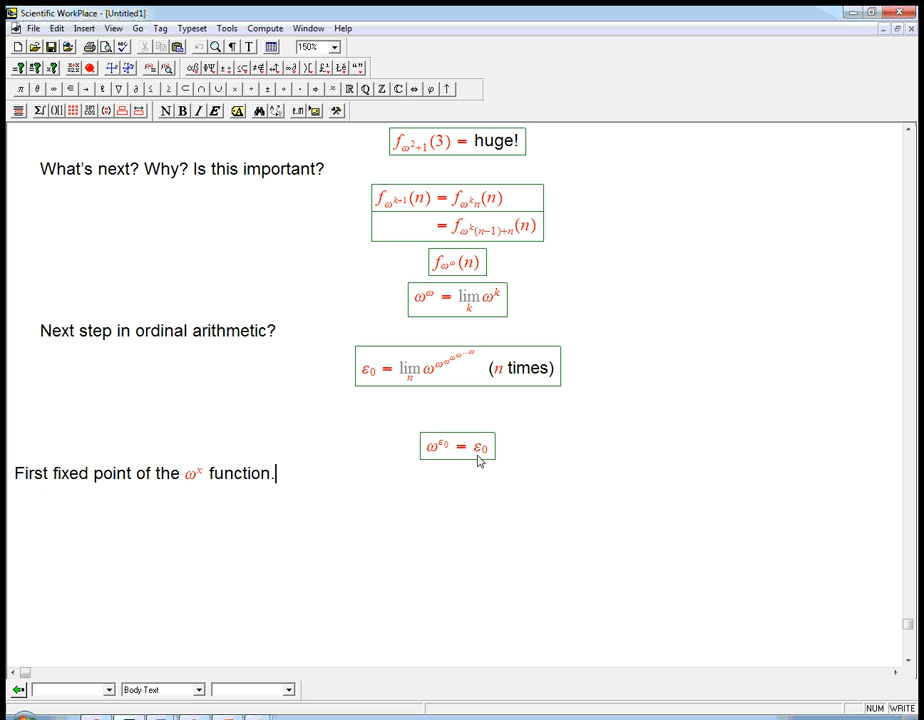 Scientific WorkPlace - [Untitled1]
File Edit Insert View Go Tag Typeset Tools Compute Window Help
150%
N B I E
f_{ω^2+1}(3) = huge!
What's next? Why? Is this important?
f_{ω^{k+1}}(n) = f_{ω^k n}(n)
= f_{ω^k(n−1)+n}(n)
f_{ω^ω}(n)
ω^ω = lim_k ω^k
Next step in ordinal arithmetic?
ε_0 = lim_n ω^{ω^{ω^{ω^{ω^{…^ω}}}}} (n times)
ω^{ε_0} = ε_0
First fixed point of the ω^x function.
Body Text
NUM WRITE